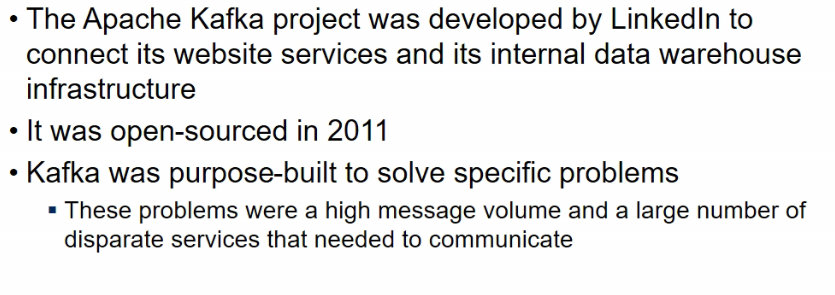 • The Apache Kafka project was developed by LinkedIn to
connect its website services and its internal data warehouse
infrastructure
• It was open-sourced in 2011
• Kafka was purpose-built to solve specific problems
▪ These problems were a high message volume and a large number of
disparate services that needed to communicate